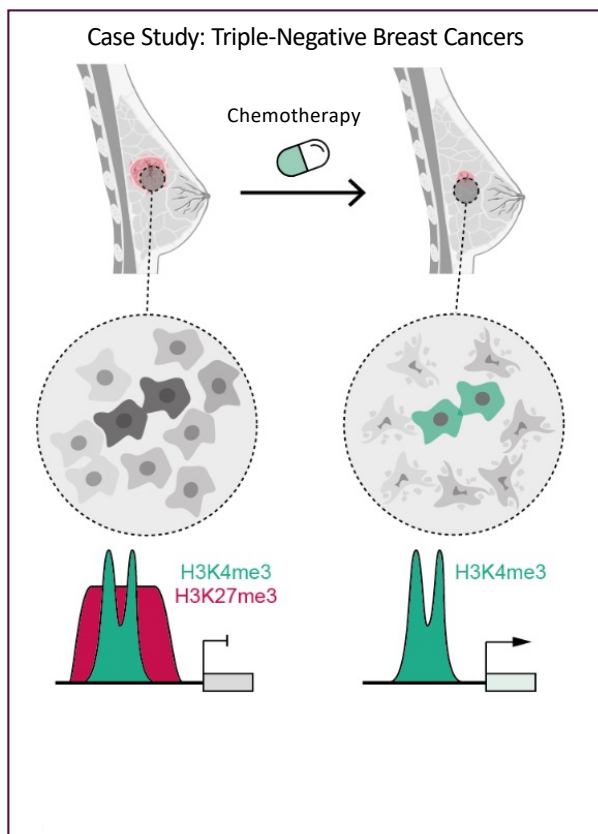 Case Study: Triple-Negative Breast Cancers
Chemotherapy
H3K4me3
H3K27me3
H3K4me3